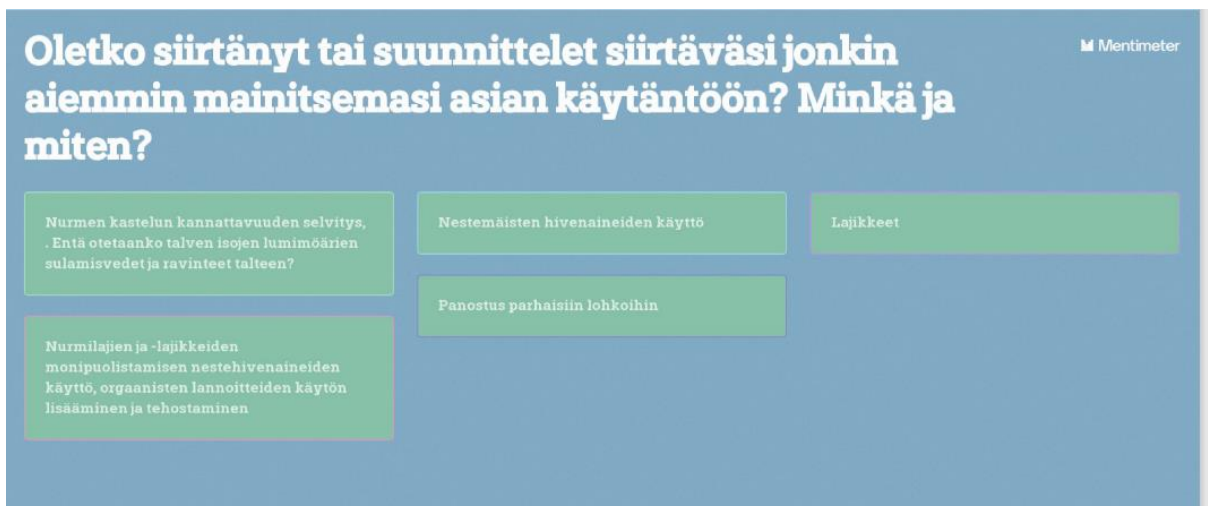 Oletko siirtänyt tai suunnittelet siirtäväsi jonkin
aiemmin mainitsemasi asian käytäntöön? Minkä ja
miten?
Mentimeter
Nurmen kastelun kannattavuuden selvitys,
. Entä otetaanko talven isojen lumimöärien
sulamisvedet ja ravinteet talteen?
Nurmilajien ja -lajikkeiden
monipuolistamisen nestehivenaineiden
käyttö, orgaanisten lannoitteiden käytön
lisääminen ja tehostaminen
Nestemäisten hivenaineiden käyttö
Panostus parhaisiin lohkoihin
Lajikkeet